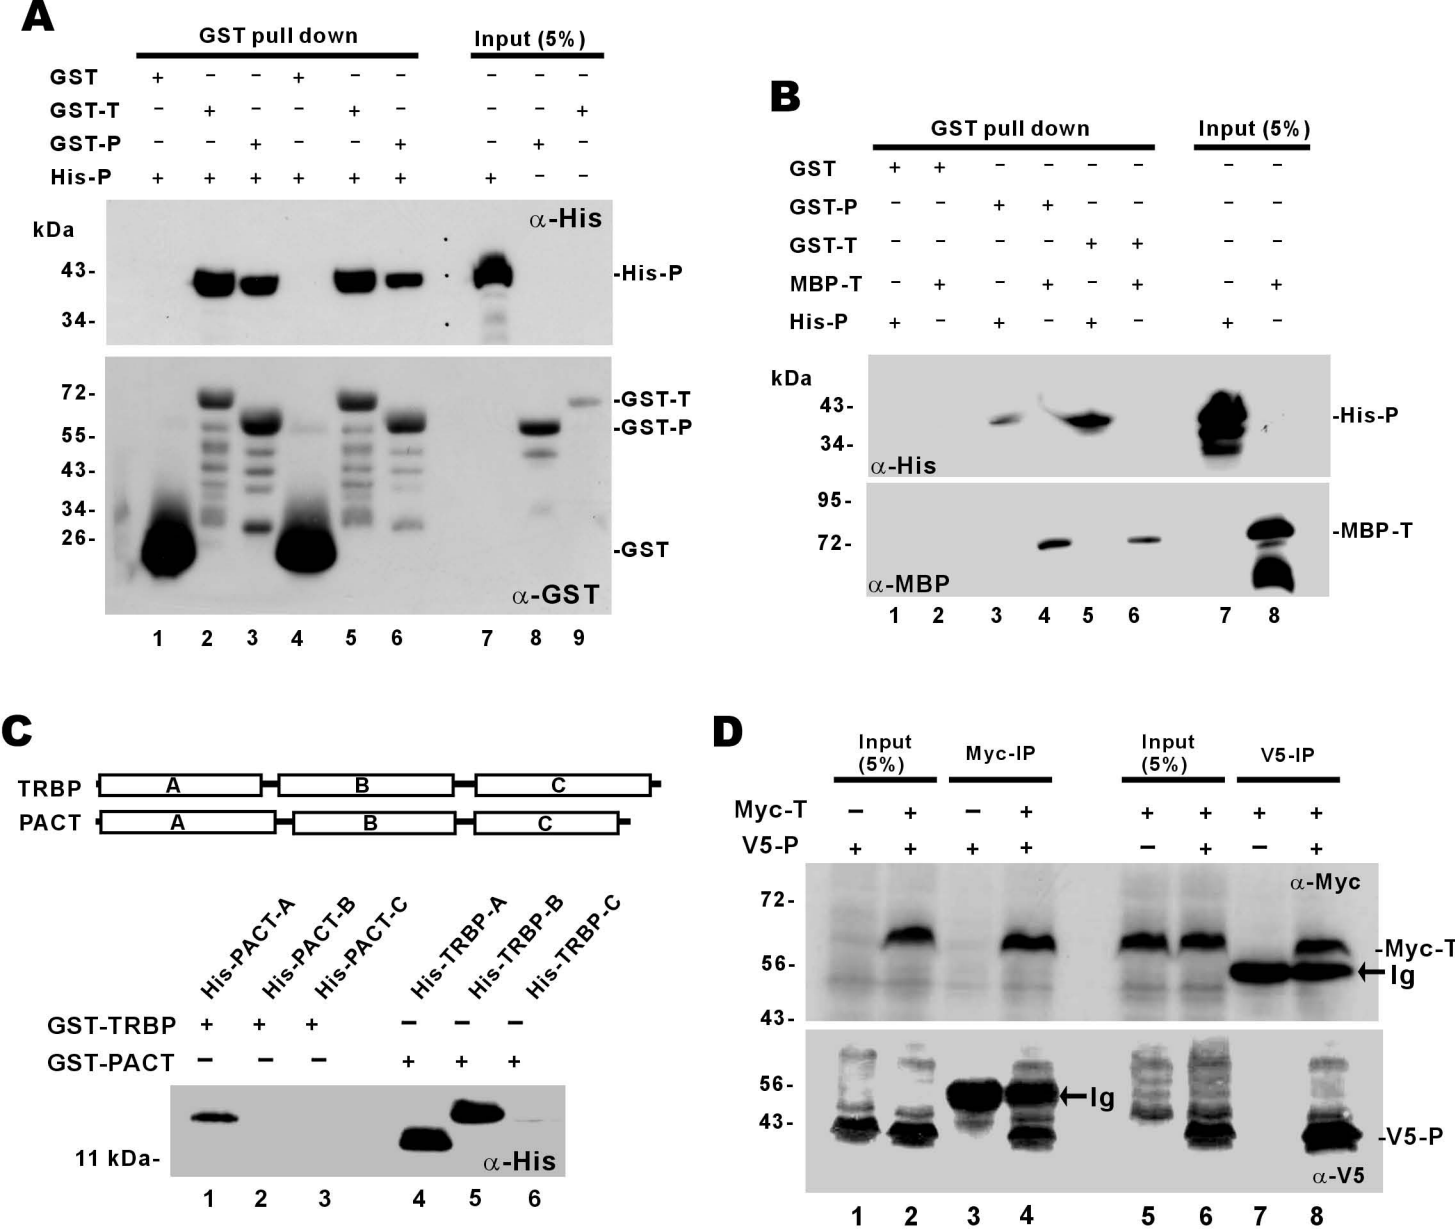 A
GST pull down Input (5%)
GST + - - + - - - - -
GST-T - + - - + - - - +
GST-P - - + - - + - + -
His-P + + + + + + + - -
kDa
α-His
43- -His-P
34-
72- -GST-T
55- -GST-P
43-
34-
26- -GST
α-GST
1 2 3 4 5 6 7 8 9
B
GST pull down Input (5%)
GST + + - - - - - -
GST-P - - + + - - - -
GST-T - - - - + + - -
MBP-T - + - + - + - +
His-P + - + - + - + -
kDa
43- -His-P
34-
α-His
95- -MBP-T
72-
α-MBP
1 2 3 4 5 6 7 8
C
TRBP A B C
PACT A B C
His-PACT-A His-PACT-B His-PACT-C His-TRBP-A His-TRBP-B His-TRBP-C
GST-TRBP + + + - - -
GST-PACT - - - + + +
11 kDa- α-His
1 2 3 4 5 6
D
Input (5%) Myc-IP Input (5%) V5-IP
Myc-T - + - + + + + +
V5-P + + + + - + - +
α-Myc
72-
-Myc-T
56- Ig
43-
56- Ig
43-
-V5-P
α-V5
1 2 3 4 5 6 7 8